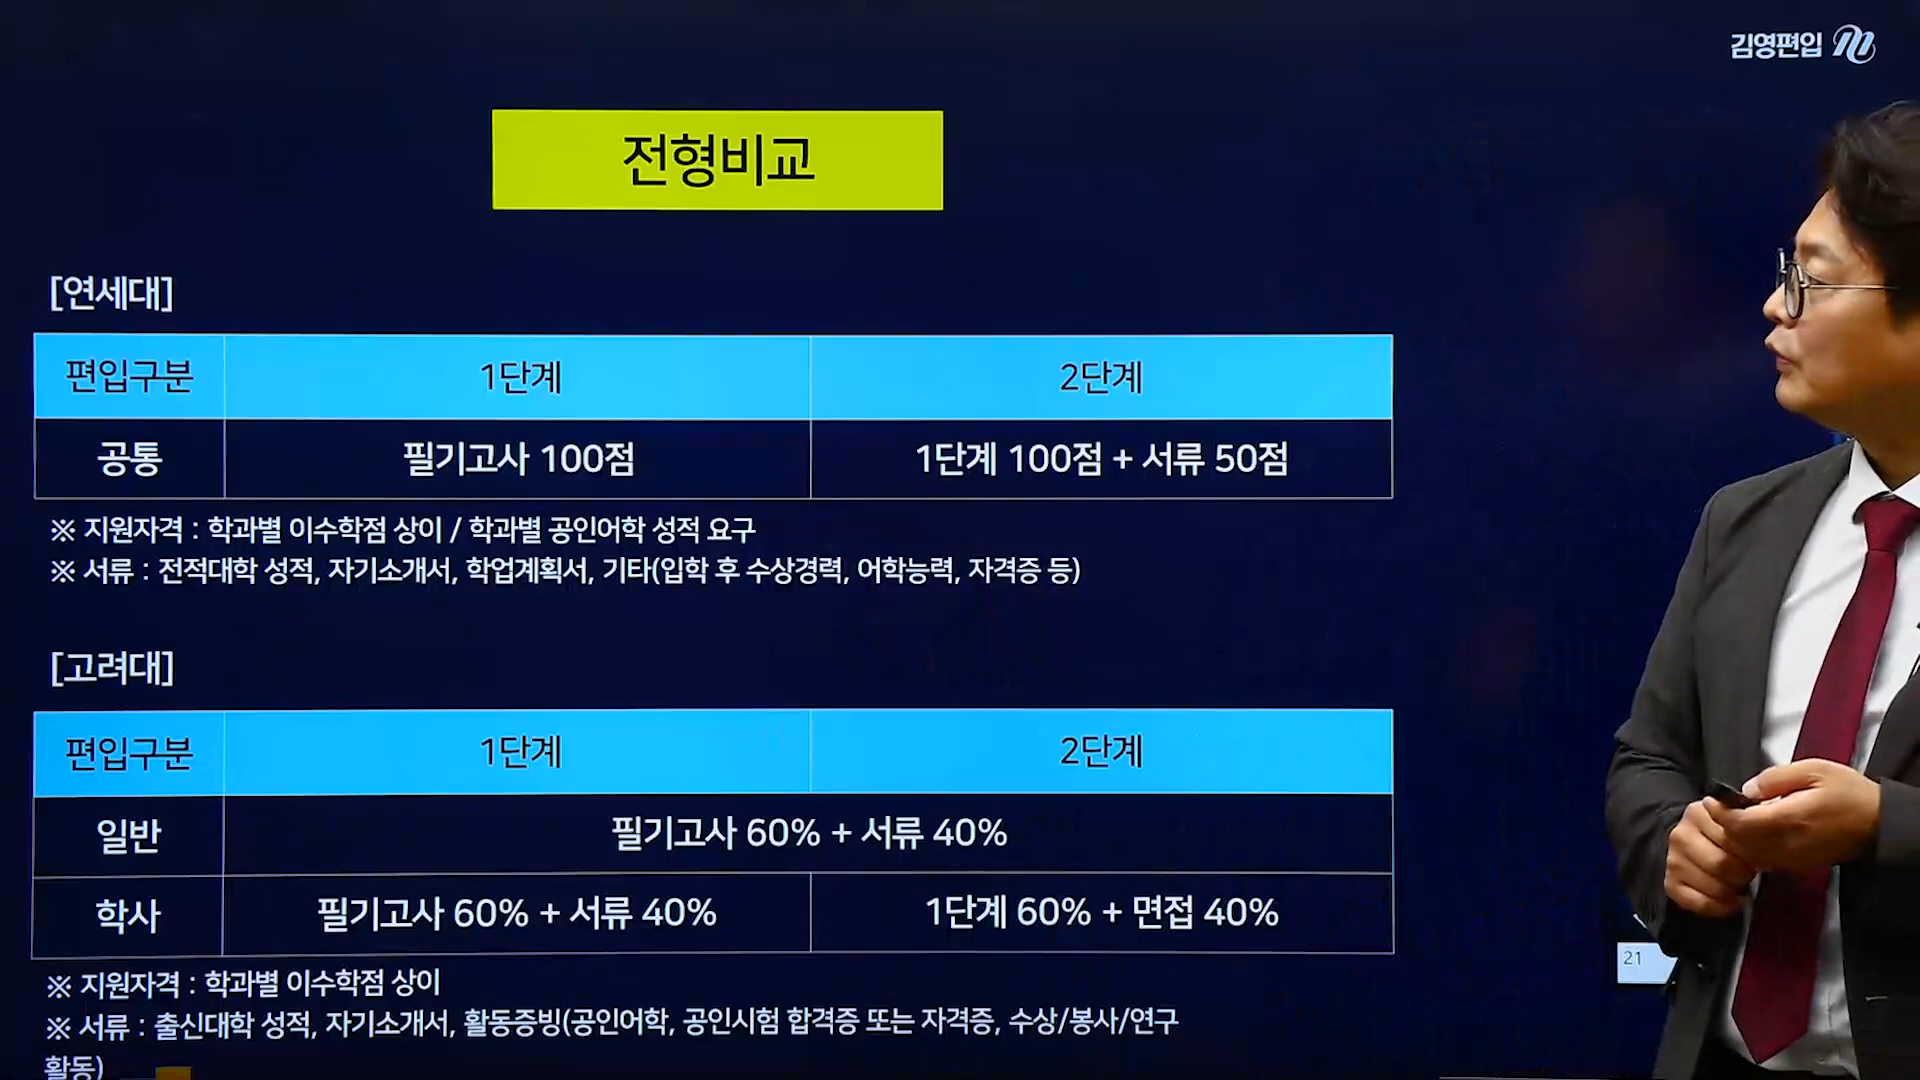 김영편입
전형비교
[연세대]
편입구분 1단계 2단계
공통 필기고사 100점 1단계 100점 + 서류 50점
※ 지원자격 : 학과별 이수학점 상이 / 학과별 공인어학 성적 요구
※ 서류 : 전적대학 성적, 자기소개서, 학업계획서, 기타(입학 후 수상경력, 어학능력, 자격증 등)
[고려대]
편입구분 1단계 2단계
일반 필기고사 60% + 서류 40%
학사 필기고사 60% + 서류 40% 1단계 60% + 면접 40%
※ 지원자격 : 학과별 이수학점 상이
※ 서류 : 출신대학 성적, 자기소개서, 활동증빙(공인어학, 공인시험 합격증 또는 자격증, 수상/봉사/연구
활동)
21